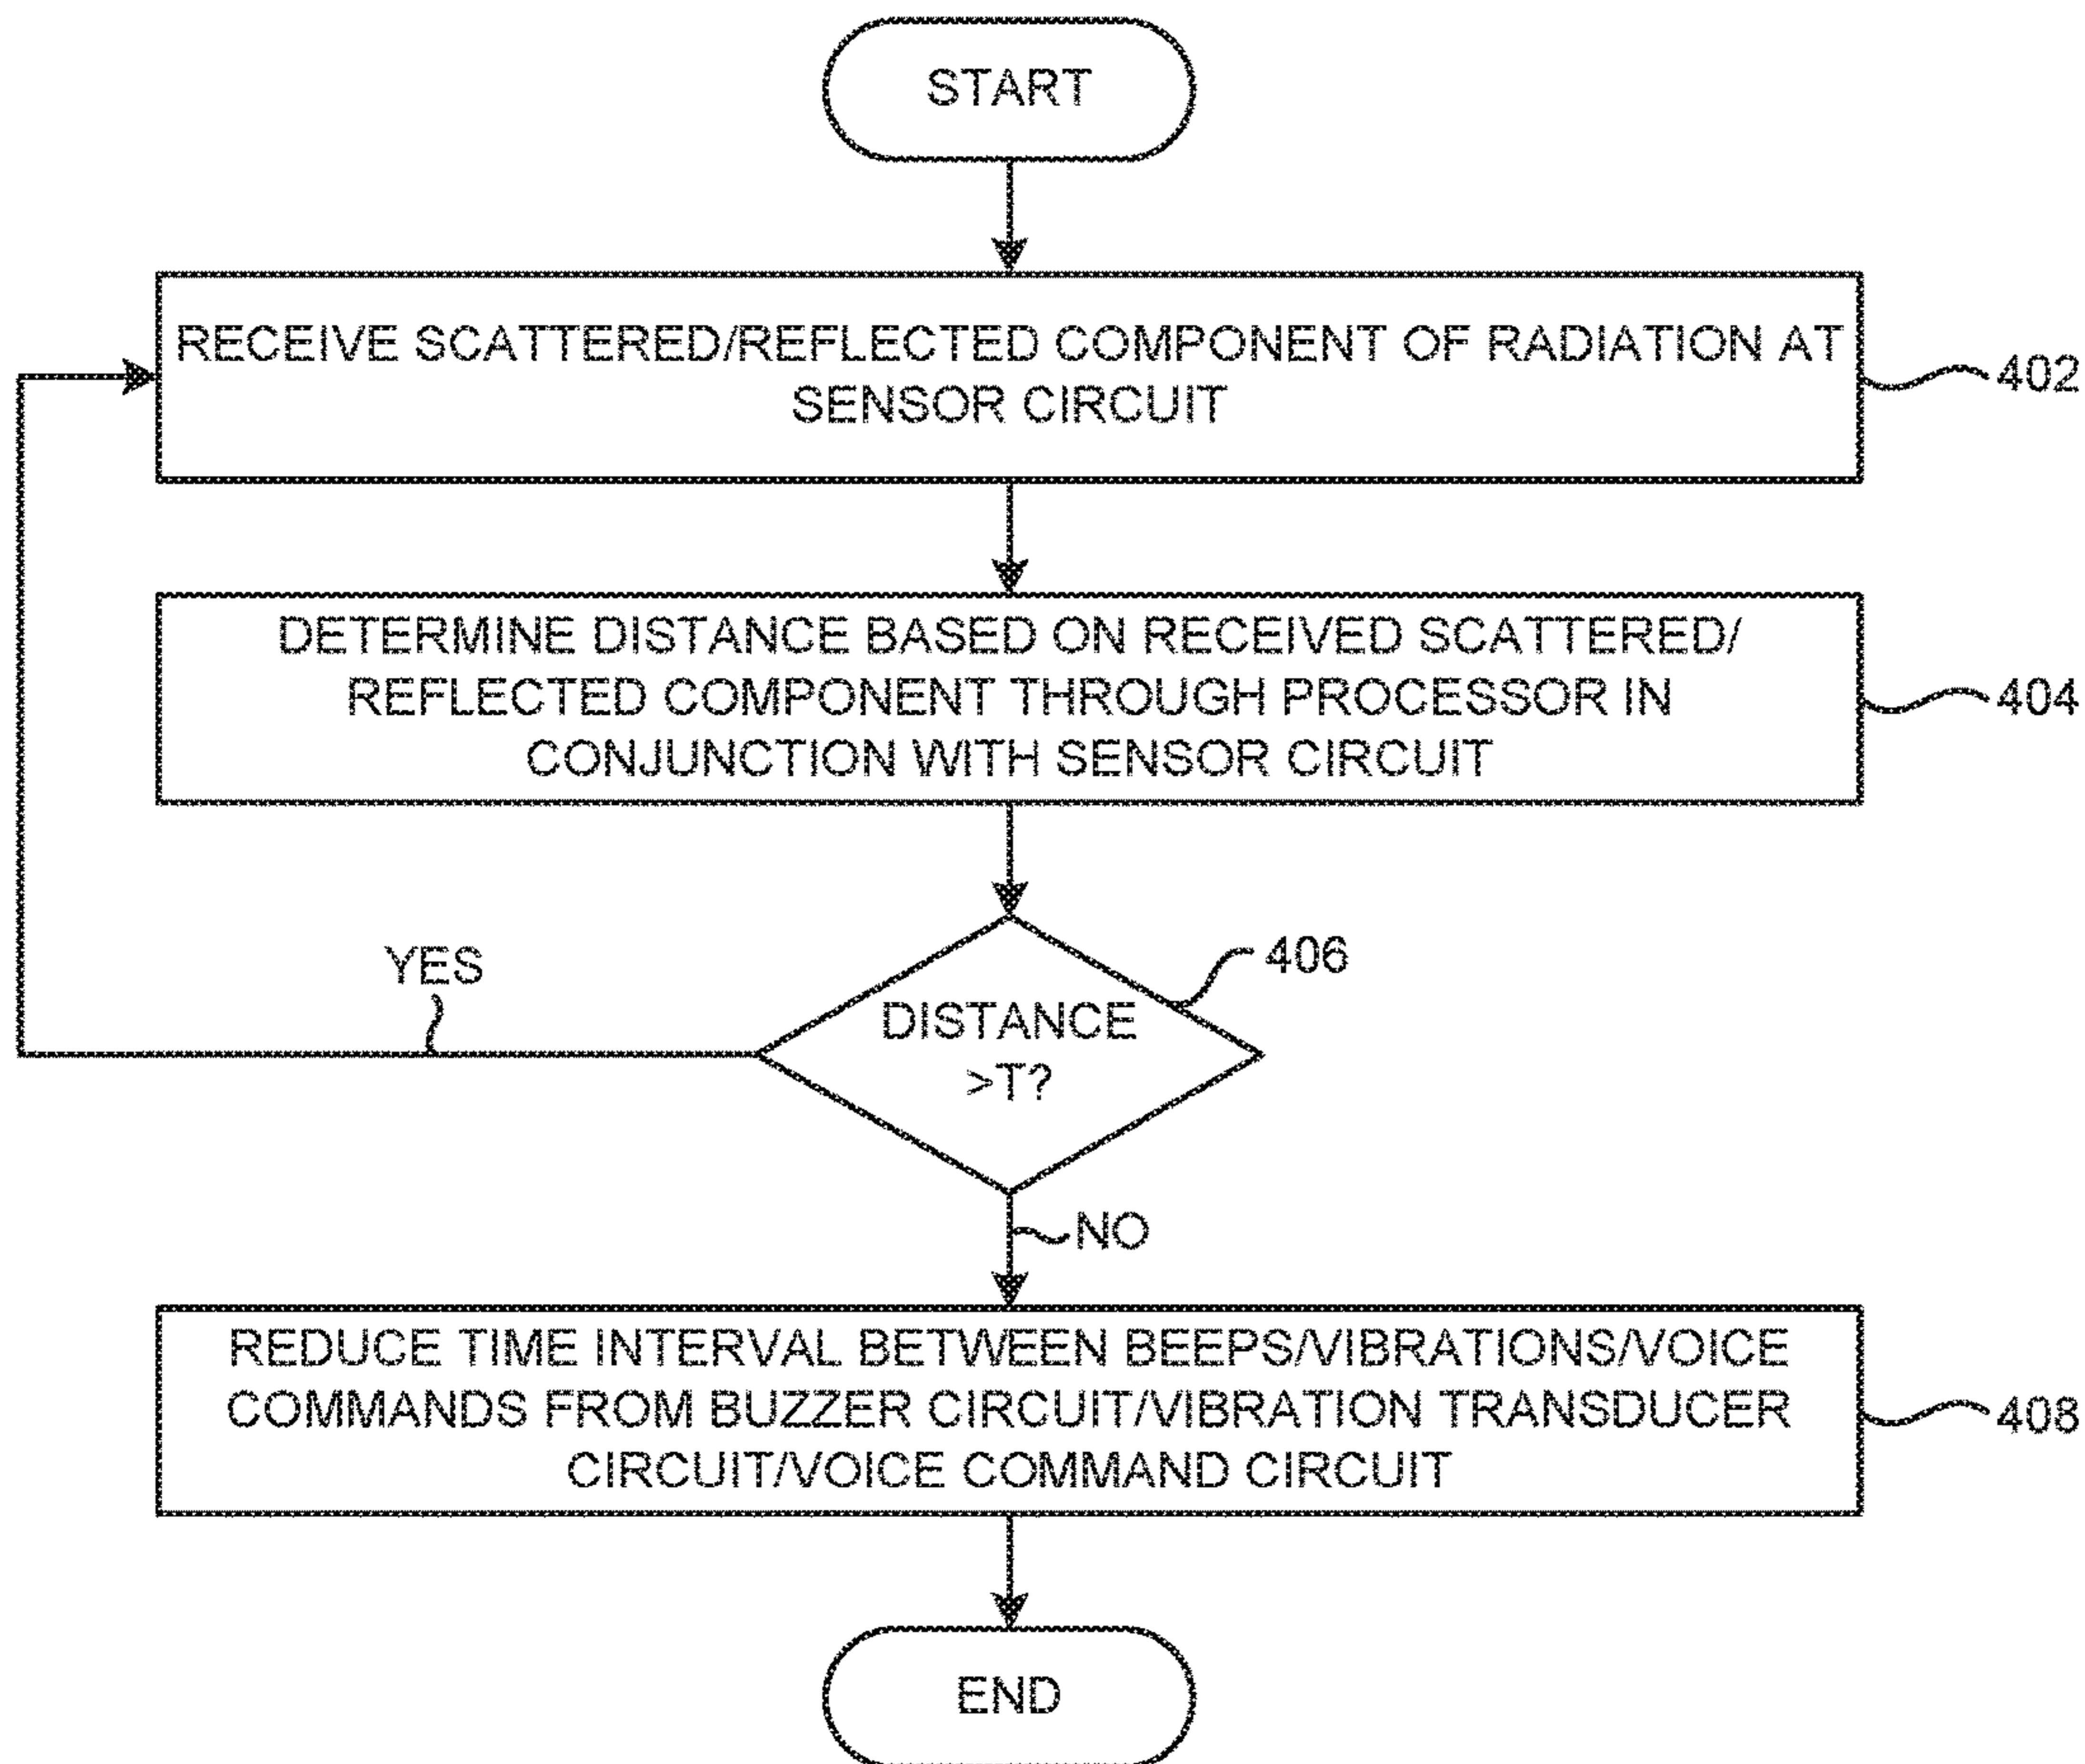 START
RECEIVE SCATTERED/REFLECTED COMPONENT OF RADIATION AT
SENSOR CIRCUIT
402
DETERMINE DISTANCE BASED ON RECEIVED SCATTERED/
REFLECTED COMPONENT THROUGH PROCESSOR IN
CONJUNCTION WITH SENSOR CIRCUIT
404
YES
406
DISTANCE
>T?
NO
REDUCE TIME INTERVAL BETWEEN BEEPS/VIBRATIONS/VOICE
COMMANDS FROM BUZZER CIRCUIT/VIBRATION TRANSDUCER
CIRCUIT/VOICE COMMAND CIRCUIT
408
END